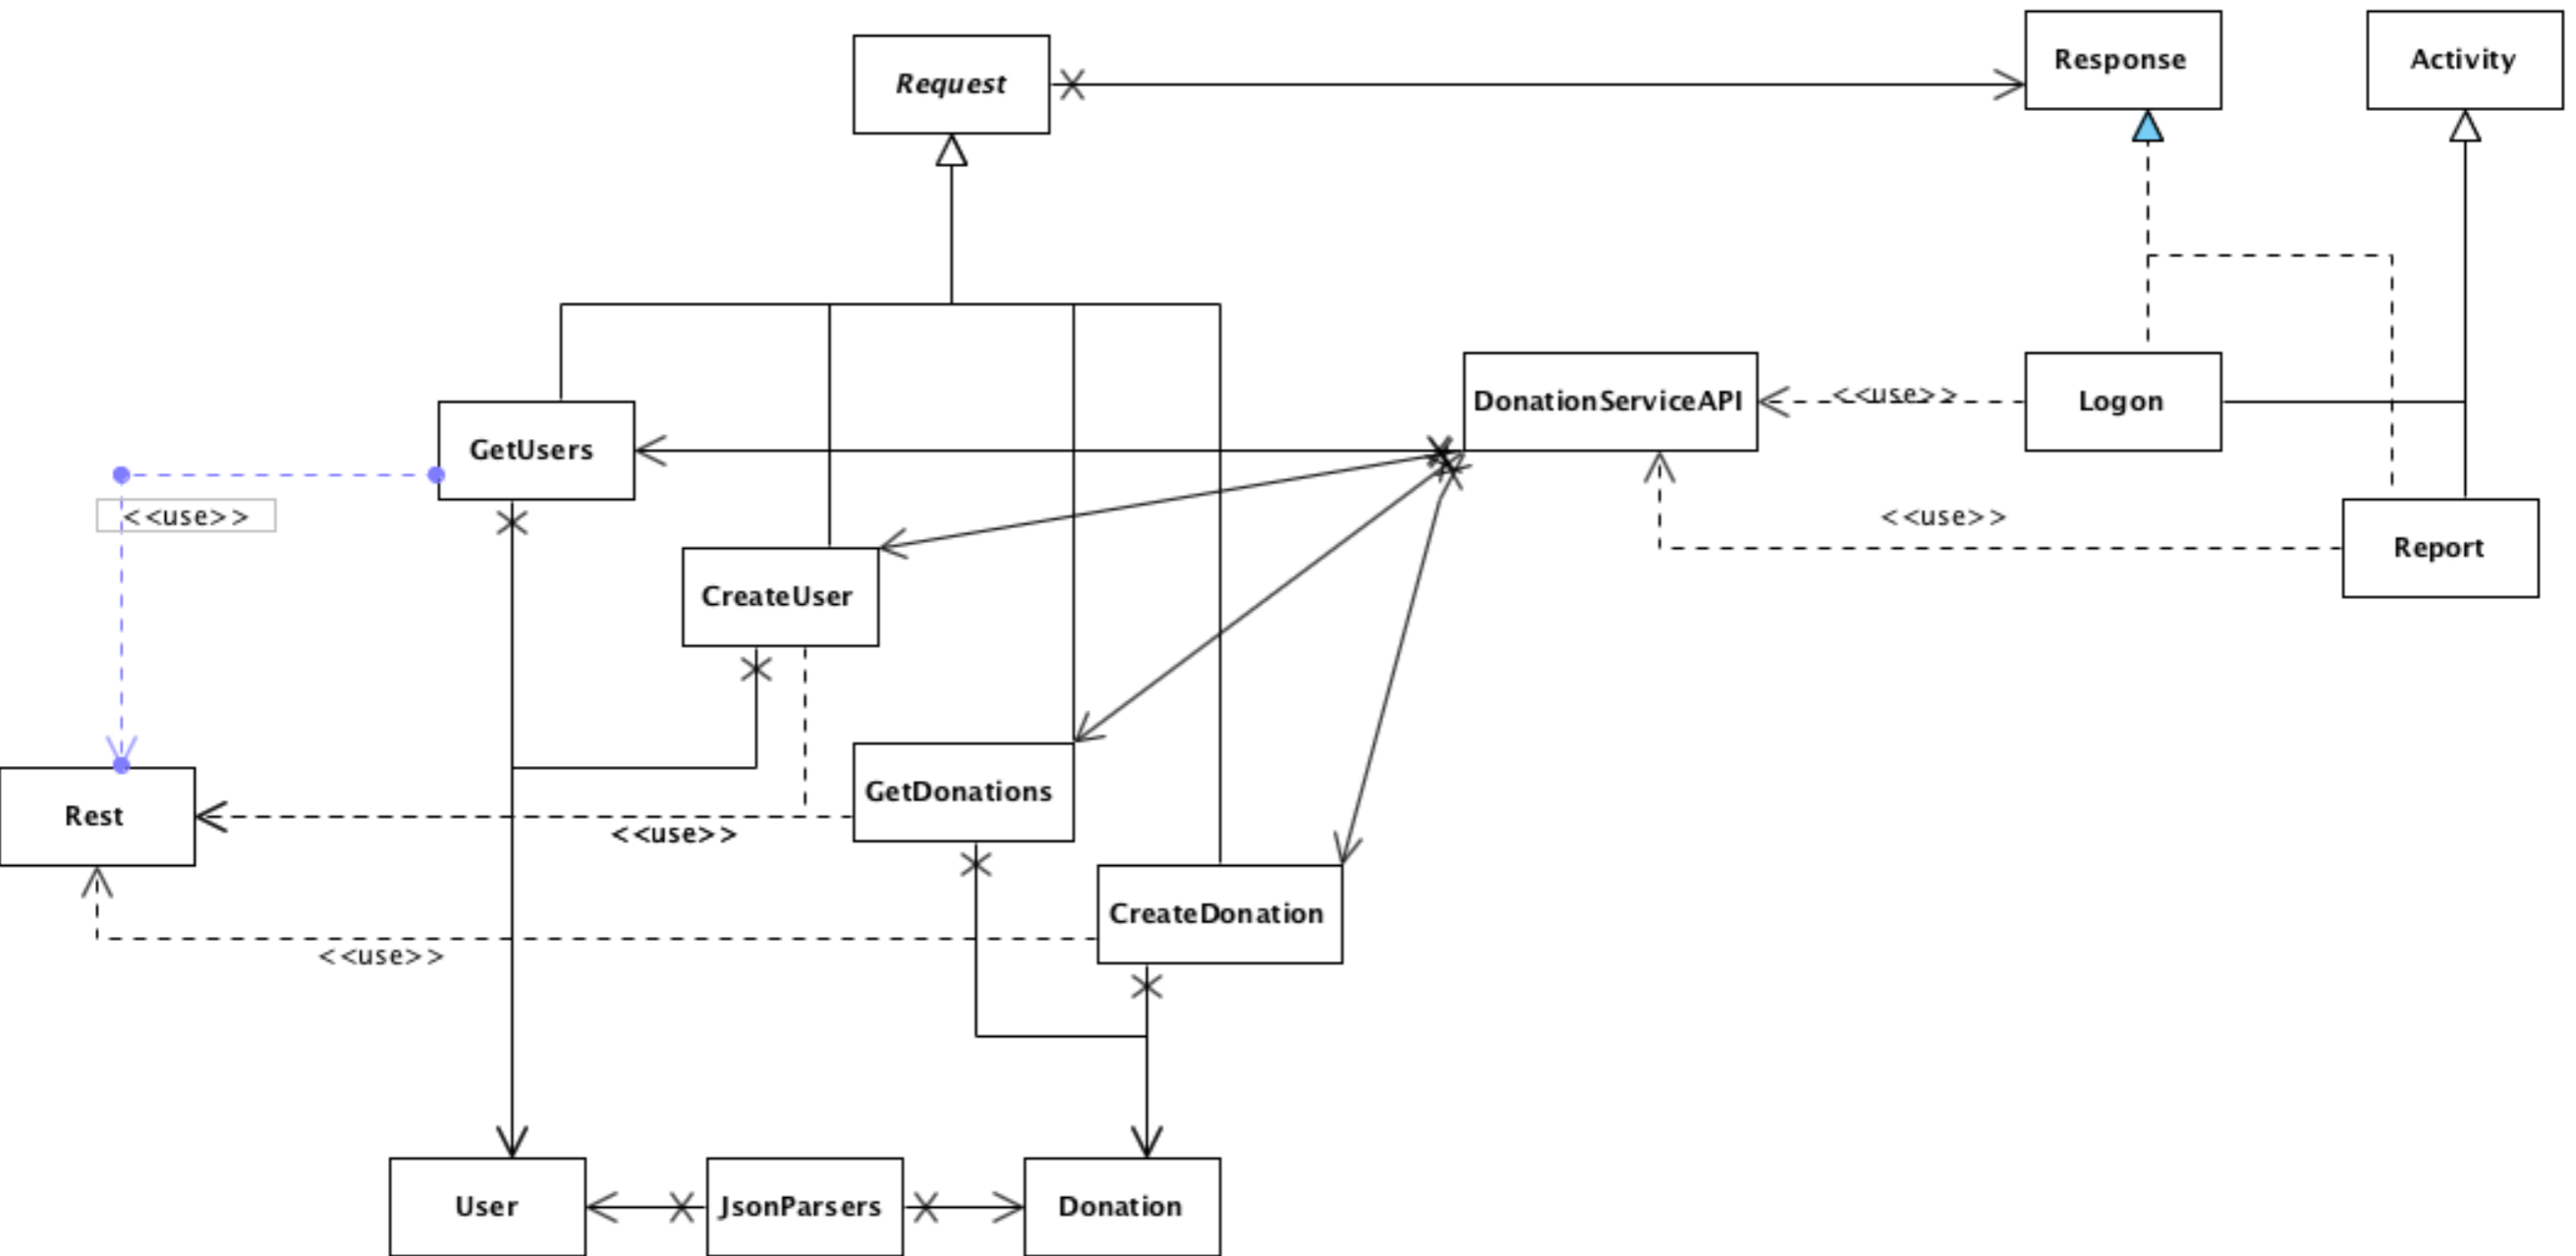 Response
Activity
Request
DonationServiceAPI
<<use>>
Logon
GetUsers
<<use>>
<<use>>
Report
CreateUser
GetDonations
Rest
<<use>>
CreateDonation
<<use>>
User
JsonParsers
Donation